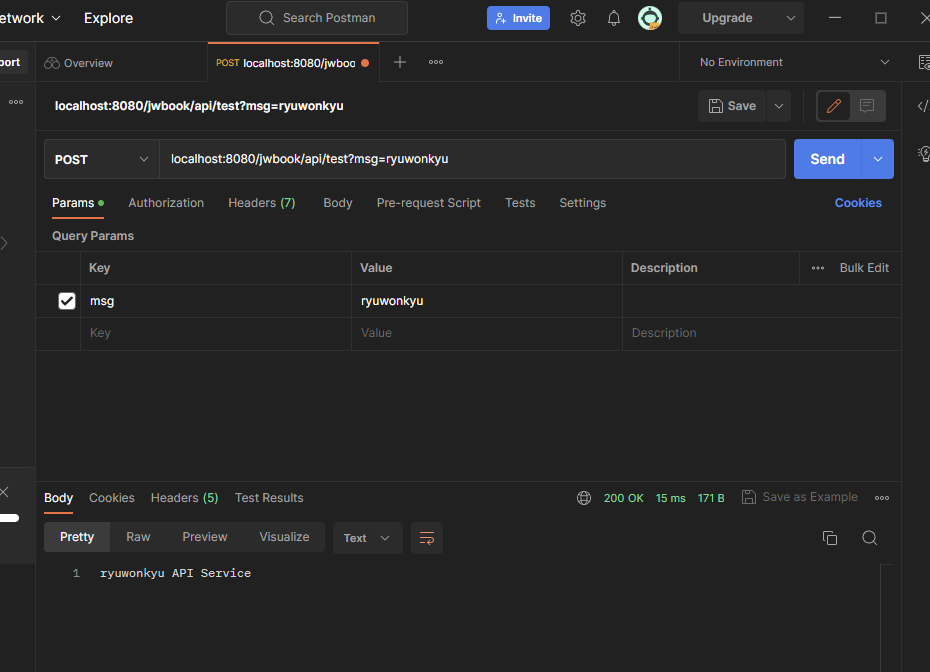 etwork Explore Search Postman Invite Upgrade
port Overview POST localhost:8080/jwboo No Environment
localhost:8080/jwbook/api/test?msg=ryuwonkyu Save
POST localhost:8080/jwbook/api/test?msg=ryuwonkyu Send
Params Authorization Headers (7) Body Pre-request Script Tests Settings Cookies
Query Params
Key Value Description Bulk Edit
msg ryuwonkyu
Key Value Description
Body Cookies Headers (5) Test Results 200 OK 15 ms 171 B Save as Example
Pretty Raw Preview Visualize Text
1 ryuwonkyu API Service